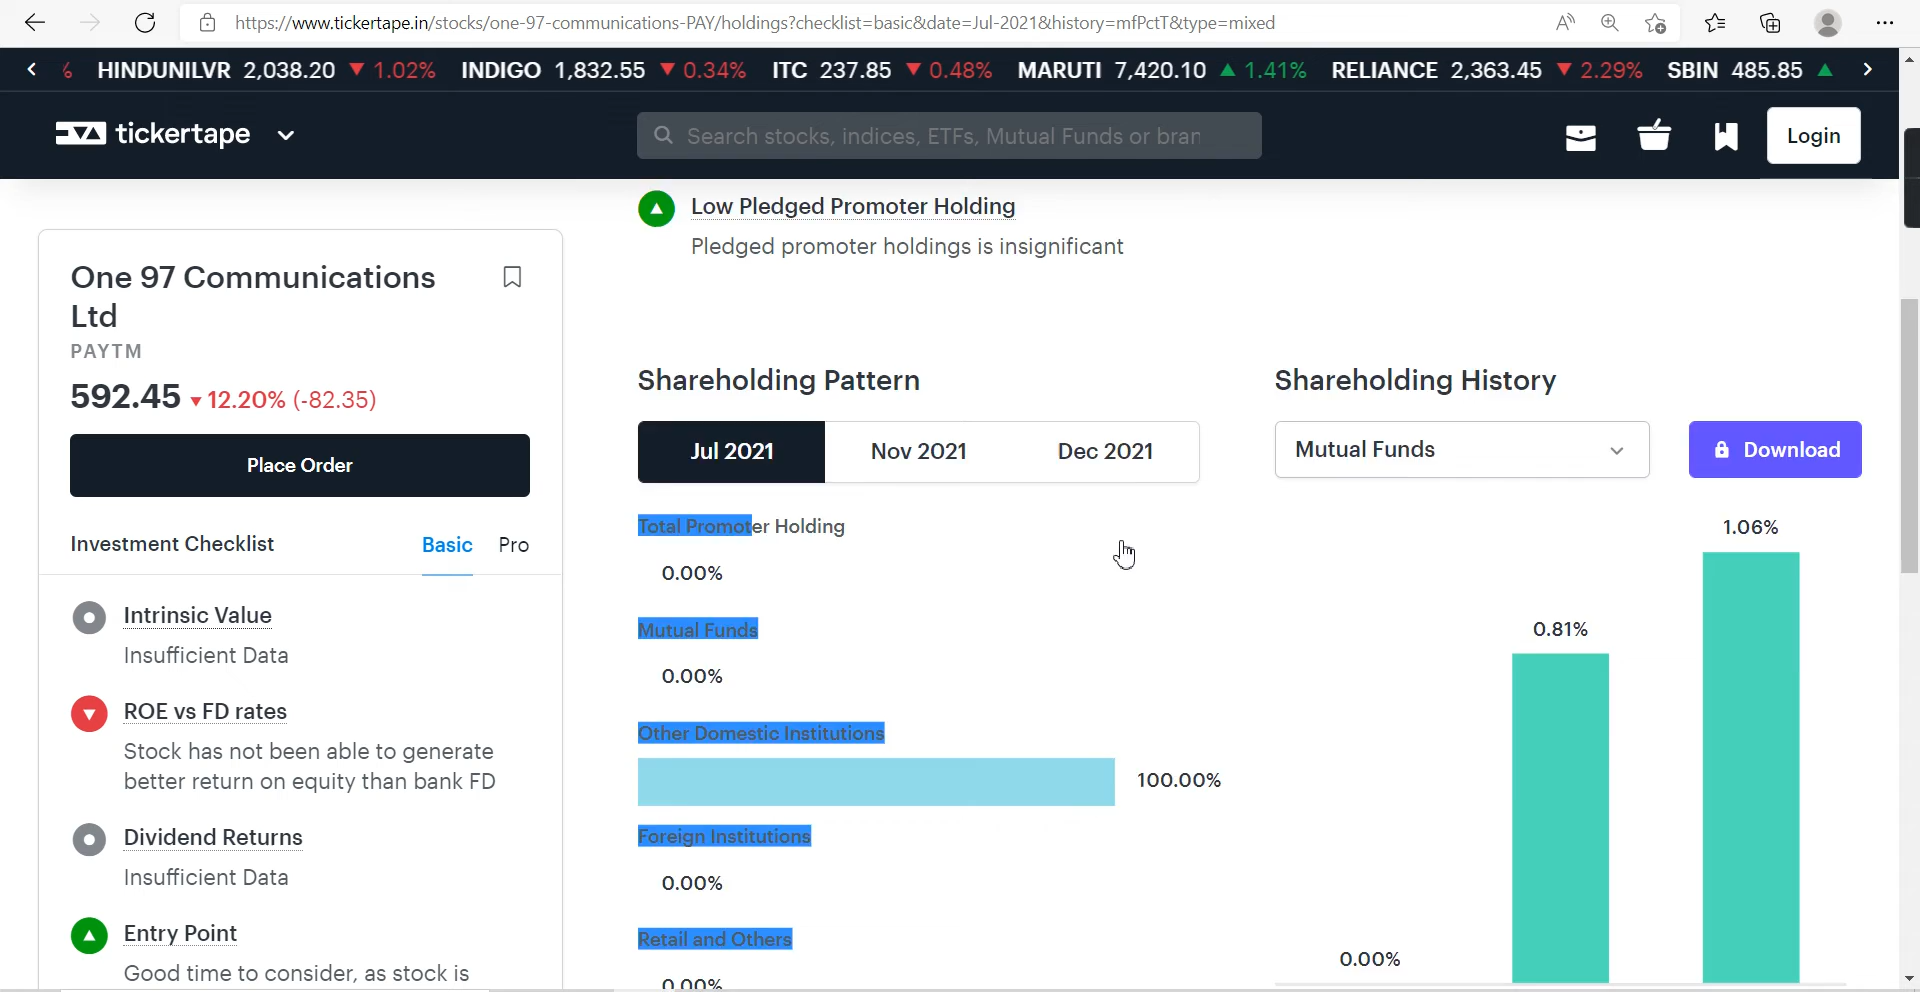 https://www.tickertape.in/stocks/one-97-communications-PAY/holdings?checklist=basic&date=Jul-2021&history=mfPctT&type=mixed
% HINDUNILVR 2,038.20 ▼ 1.02% INDIGO 1,832.55 ▼ 0.34% ITC 237.85 ▼ 0.48% MARUTI 7,420.10 ▲ 1.41% RELIANCE 2,363.45 ▼ 2.29% SBIN 485.85 ▲
tickertape
Search stocks, indices, ETFs, Mutual Funds or bran
Login
Low Pledged Promoter Holding
Pledged promoter holdings is insignificant
One 97 Communications
Ltd
PAYTM
592.45 ▼ 12.20% (-82.35)
Place Order
Investment Checklist Basic Pro
Intrinsic Value
Insufficient Data
ROE vs FD rates
Stock has not been able to generate
better return on equity than bank FD
Dividend Returns
Insufficient Data
Entry Point
Good time to consider, as stock is
Shareholding Pattern
Jul 2021 Nov 2021 Dec 2021
Total Promoter Holding
0.00%
Mutual Funds
0.00%
Other Domestic Institutions
100.00%
Foreign Institutions
0.00%
Retail and Others
0.00%
Shareholding History
Mutual Funds
Download
0.00%
0.81%
1.06%